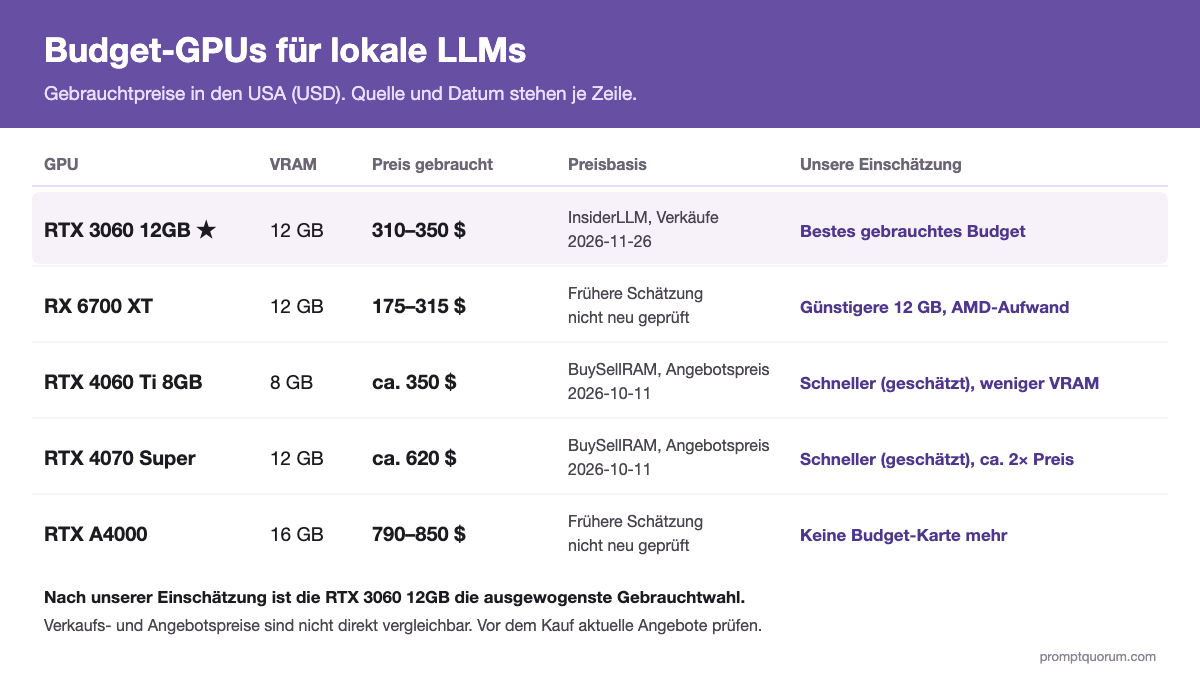 Budget-GPUs für lokale LLMs
Gebrauchtpreise in den USA (USD). Quelle und Datum stehen je Zeile.
GPU VRAM Preis gebraucht Preisbasis Unsere Einschätzung
RTX 3060 12GB ★ 12 GB 310–350 $ InsiderLLM, Verkäufe Bestes gebrauchtes Budget
2026-11-26
RX 6700 XT 12 GB 175–315 $ Frühere Schätzung Günstigere 12 GB, AMD-Aufwand
nicht neu geprüft
RTX 4060 Ti 8GB 8 GB ca. 350 $ BuySellRAM, Angebotspreis Schneller (geschätzt), weniger VRAM
2026-10-11
RTX 4070 Super 12 GB ca. 620 $ BuySellRAM, Angebotspreis Schneller (geschätzt), ca. 2× Preis
2026-10-11
RTX A4000 16 GB 790–850 $ Frühere Schätzung Keine Budget-Karte mehr
nicht neu geprüft
Nach unserer Einschätzung ist die RTX 3060 12GB die ausgewogenste Gebrauchtwahl.
Verkaufs- und Angebotspreise sind nicht direkt vergleichbar. Vor dem Kauf aktuelle Angebote prüfen.
promptquorum.com